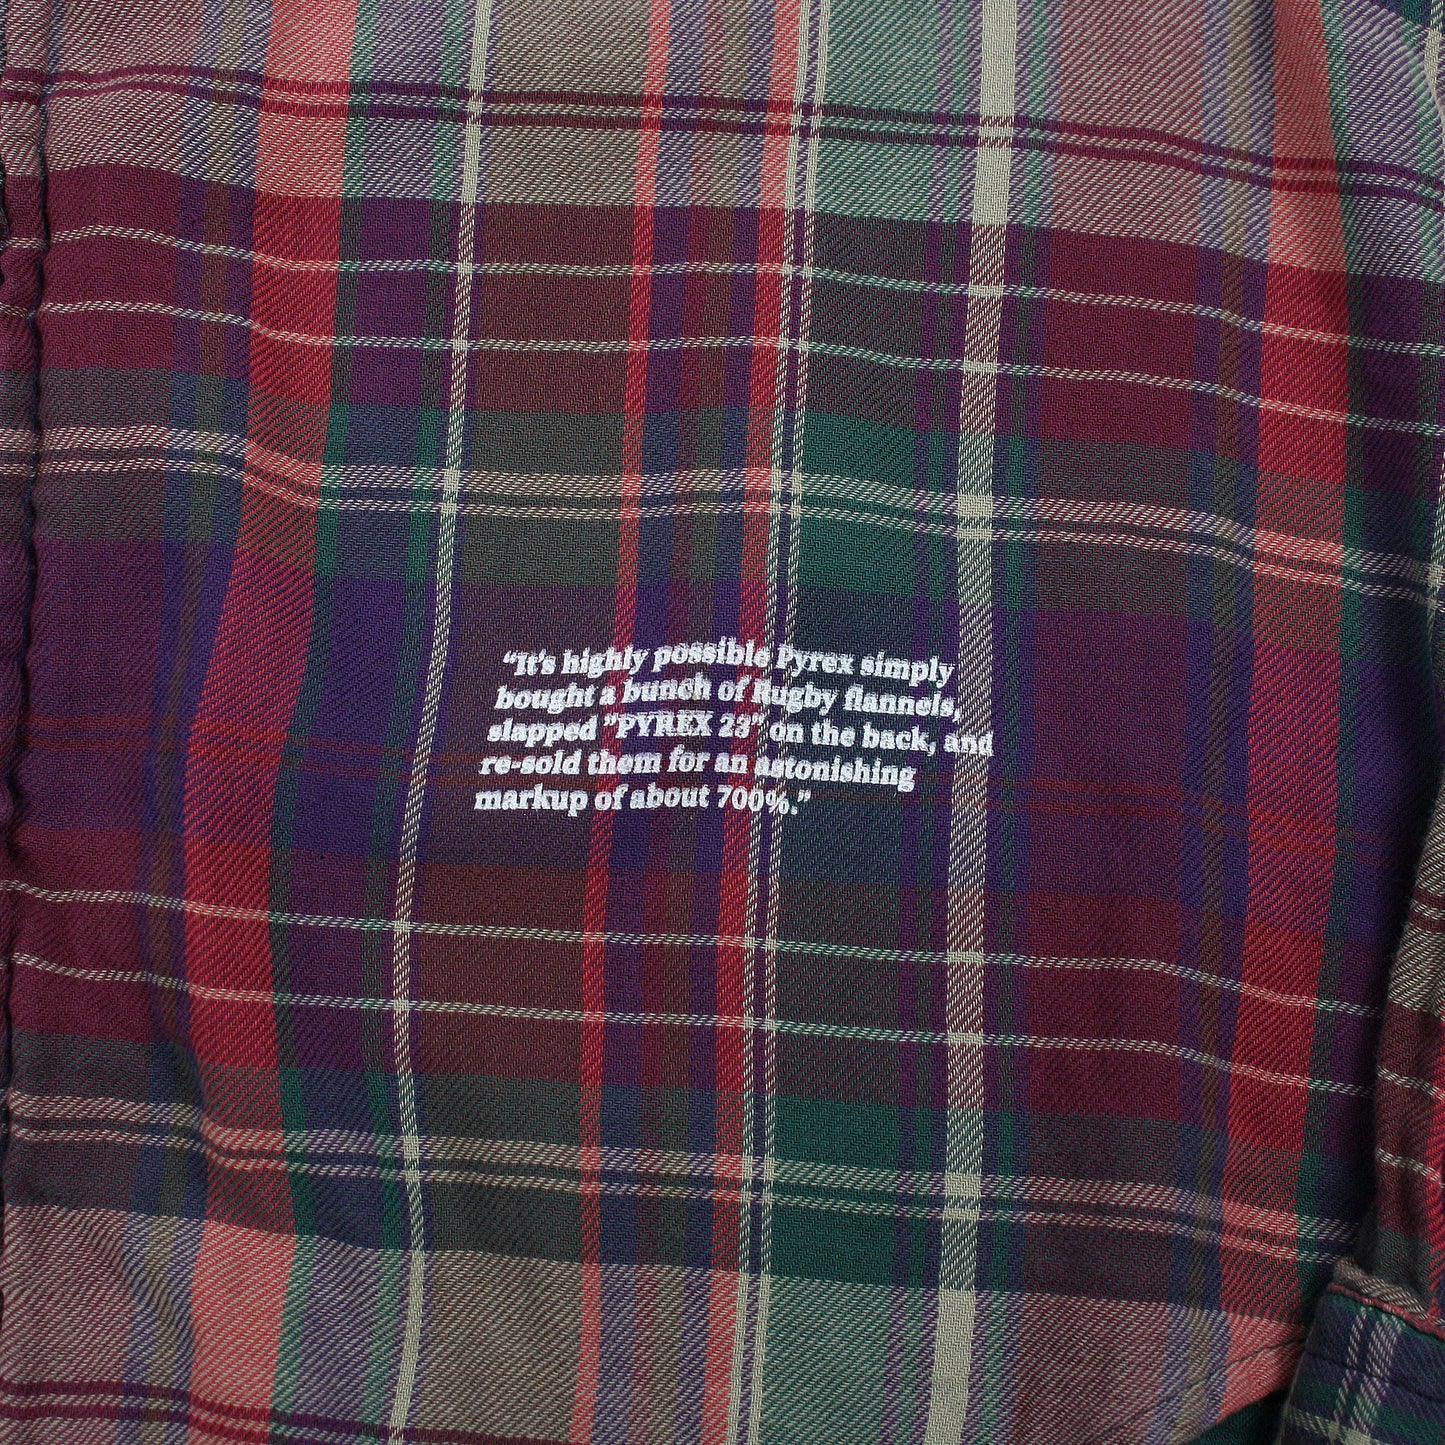 “It's highly possible Pyrex simply
bought a bunch of Rugby flannels,
slapped ”PYREX 23” on the back, and
re-sold them for an astonishing
markup of about 700%.”